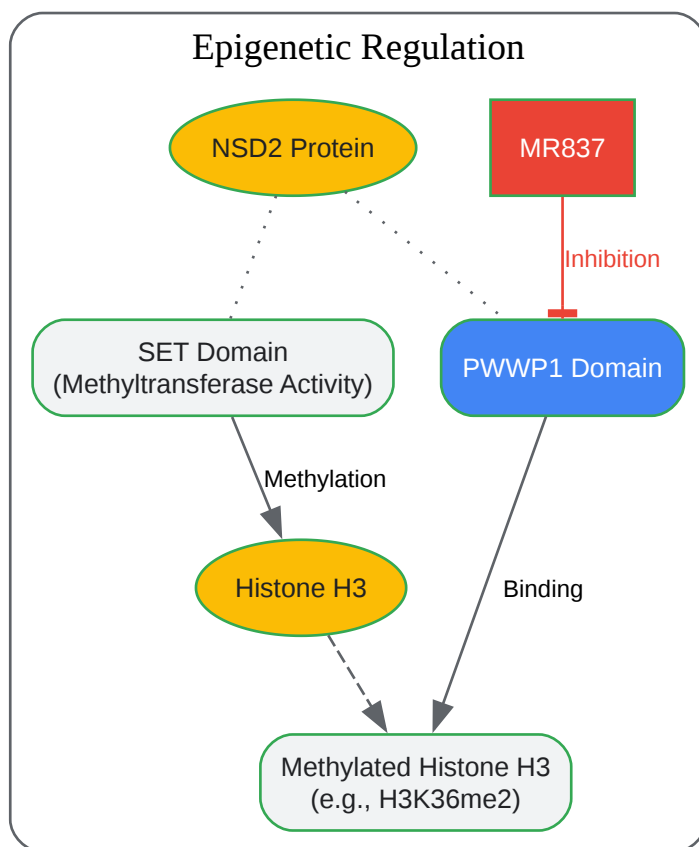 Epigenetic Regulation
NSD2 Protein
MR837
Inhibition
SET Domain
(Methyltransferase Activity)
PWWP1 Domain
Methylation
Histone H3
Binding
Methylated Histone H3
(e.g., H3K36me2)